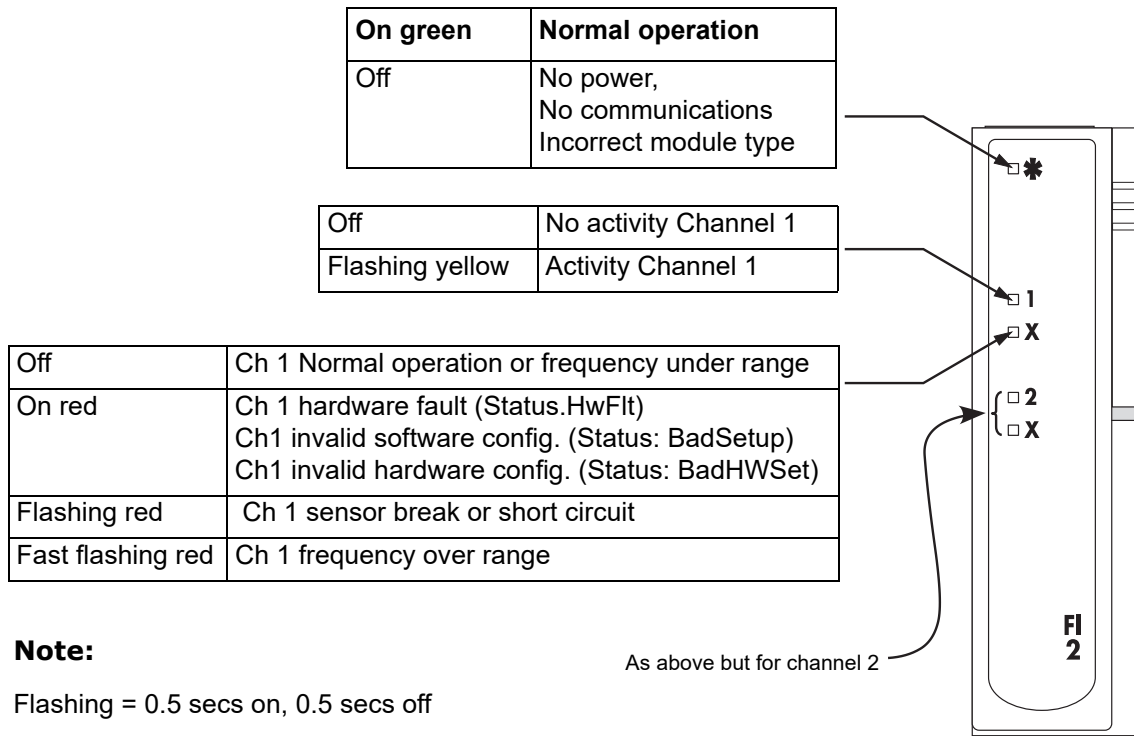 On green Normal operation
Off No power,
No communications
Incorrect module type
Off No activity Channel 1
Flashing yellow Activity Channel 1
Off Ch 1 Normal operation or frequency under range
On red Ch 1 hardware fault (Status.HwFlt)
Ch1 invalid software config. (Status: BadSetup)
Ch1 invalid hardware config. (Status: BadHWSet)
Flashing red Ch 1 sensor break or short circuit
Fast flashing red Ch 1 frequency over range
✱
1
X
2
X
FI
2
As above but for channel 2
Note:
Flashing = 0.5 secs on, 0.5 secs off